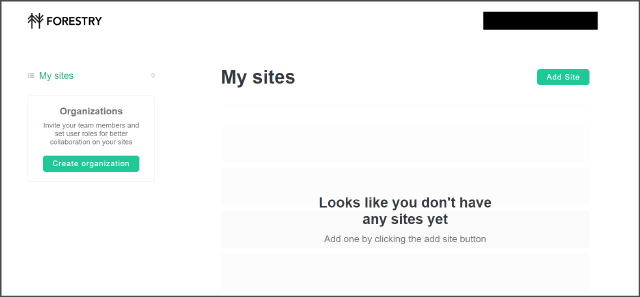 FORESTRY
My sites
0
Organizations
Invite your team members and
set user roles for better
collaboration on your sites
Create organization
My sites
Add Site
Looks like you don't have
any sites yet
Add one by clicking the add site button